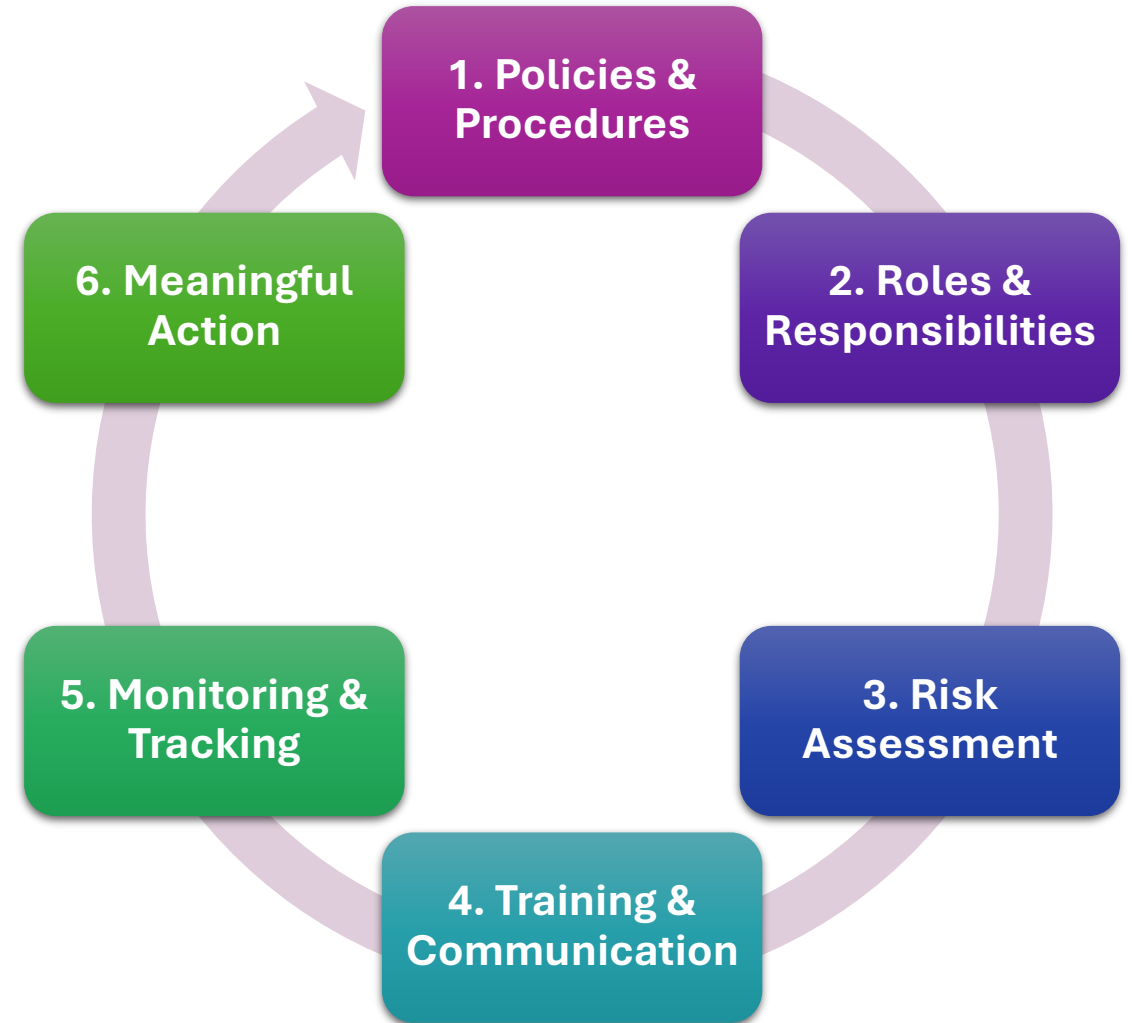 1. Policies &
Procedures
2. Roles &
Responsibilities
3. Risk
Assessment
4. Training &
Communication
5. Monitoring &
Tracking
6. Meaningful
Action